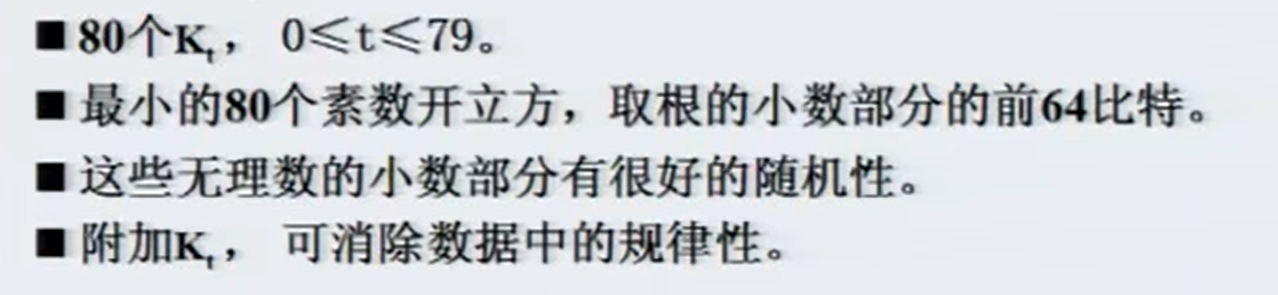 ■ 80个Kt， 0≤t≤79。
■ 最小的80个素数开立方，取根的小数部分的前64比特。
■ 这些无理数的小数部分有很好的随机性。
■ 附加Kt， 可消除数据中的规律性。